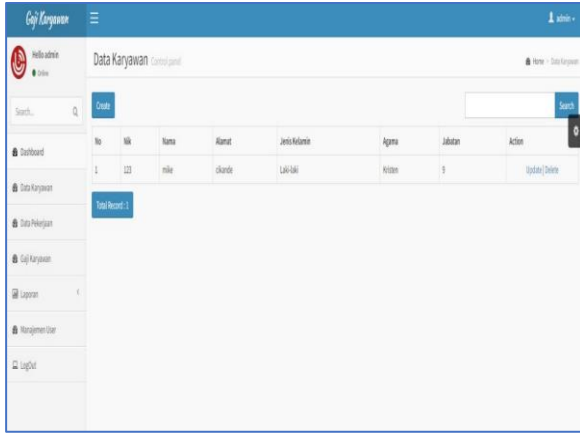 Gaji Karyawan
admin
Hello admin
Online
Data Karyawan Control panel
Home > Data Karyawan
Search...
Create
Search
No Nik Nama Alamat Jenis Kelamin Agama Jabatan Action
1 123 mike cikande Laki-laki Kristen 9 Update | Delete
Total Record : 1
Dashboard
Data Karyawan
Data Pekerjaan
Gaji Karyawan
Laporan
Manajemen User
LogOut